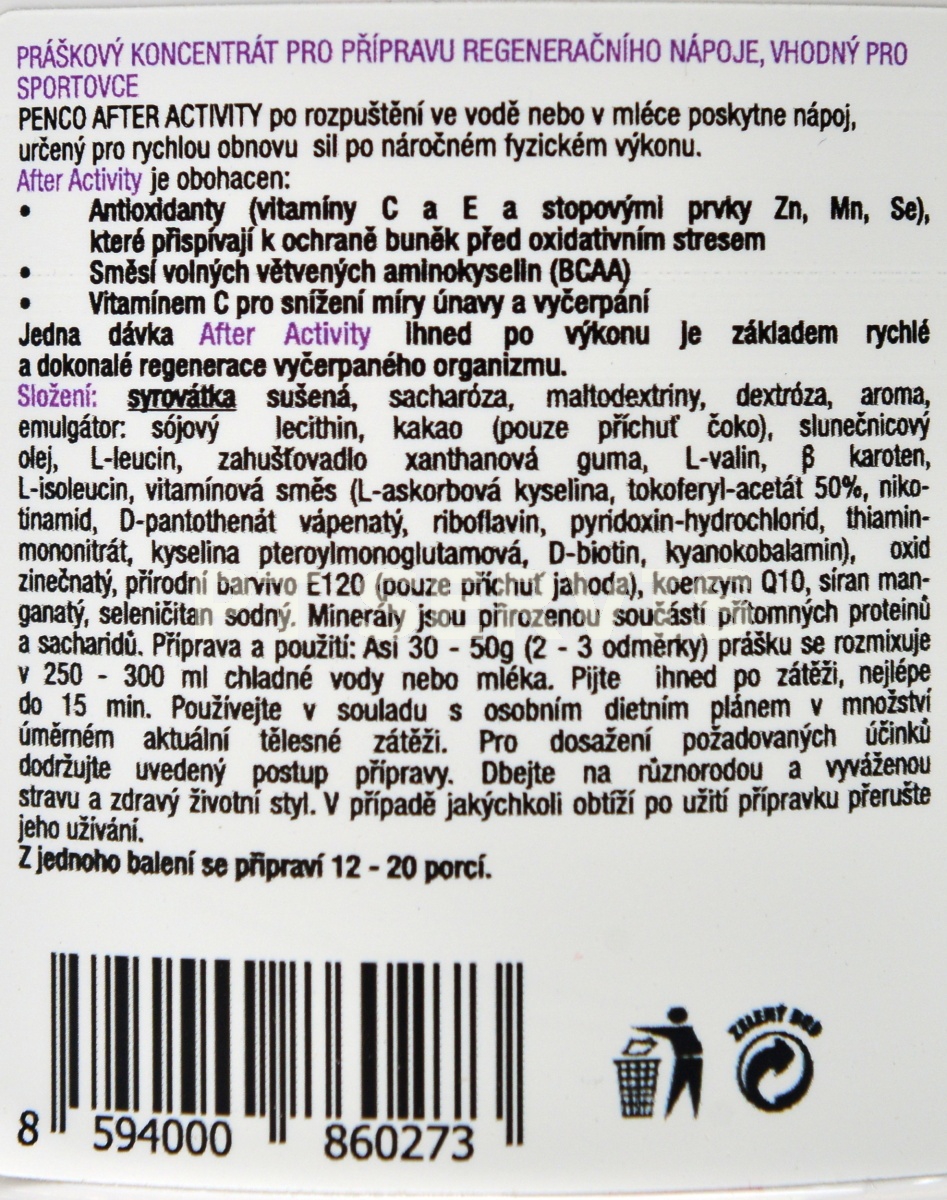 PRÁŠKOVÝ KONCENTRÁT PRO PŘÍPRAVU REGENERAČNÍHO NÁPOJE, VHODNÝ PRO
SPORTOVCE
PENCO AFTER ACTIVITY po rozpuštění ve vodě nebo v mléce poskytne nápoj,
určený pro rychlou obnovu sil po náročném fyzickém výkonu.
After Activity je obohacen:
• Antioxidanty (vitamíny C a E a stopovými prvky Zn, Mn, Se),
které přispívají k ochraně buněk před oxidativním stresem
• Směsí volných větvených aminokyselin (BCAA)
• Vitamínem C pro snížení míry únavy a vyčerpání
Jedna dávka After Activity ihned po výkonu je základem rychlé
a dokonalé regenerace vyčerpaného organizmu.
Složení: syrovátka sušená, sacharóza, maltodextriny, dextróza, aroma,
emulgátor: sójový lecithin, kakao (pouze příchuť čoko), slunečnicový
olej, L-leucin, zahušťovadlo xanthanová guma, L-valin, β karoten,
L-isoleucin, vitamínová směs (L-askorbová kyselina, tokoferyl-acetát 50%, niko-
tinamid, D-pantothenát vápenatý, riboflavin, pyridoxin-hydrochlorid, thiamin-
mononitrát, kyselina pteroylmonoglutamová, D-biotin, kyanokobalamin), oxid
zinečnatý, přírodní barvivo E120 (pouze příchuť jahoda), koenzym Q10, síran man-
ganatý, seleničitan sodný. Minerály jsou přirozenou součástí přítomných proteinů
a sacharidů. Příprava a použití: Asi 30 - 50g (2 - 3 odměrky) prášku se rozmixuje
v 250 - 300 ml chladné vody nebo mléka. Pijte ihned po zátěži, nejlépe
do 15 min. Používejte v souladu s osobním dietním plánem v množství
úměrném aktuální tělesné zátěži. Pro dosažení požadovaných účinků
dodržujte uvedený postup přípravy. Dbejte na různorodou a vyváženou
stravu a zdravý životní styl. V případě jakýchkoli obtíží po užití přípravku přerušte
jeho užívání.
Z jednoho balení se připraví 12 - 20 porcí.
ZELENÝ BOD
8 594000 860273